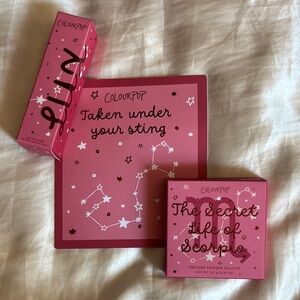 COLOURPOP
COLOURPOP
Taken under
your sting
COLOURPOP
The Secret
Life of
Scorpio
PRESSED POWDER PALETTE